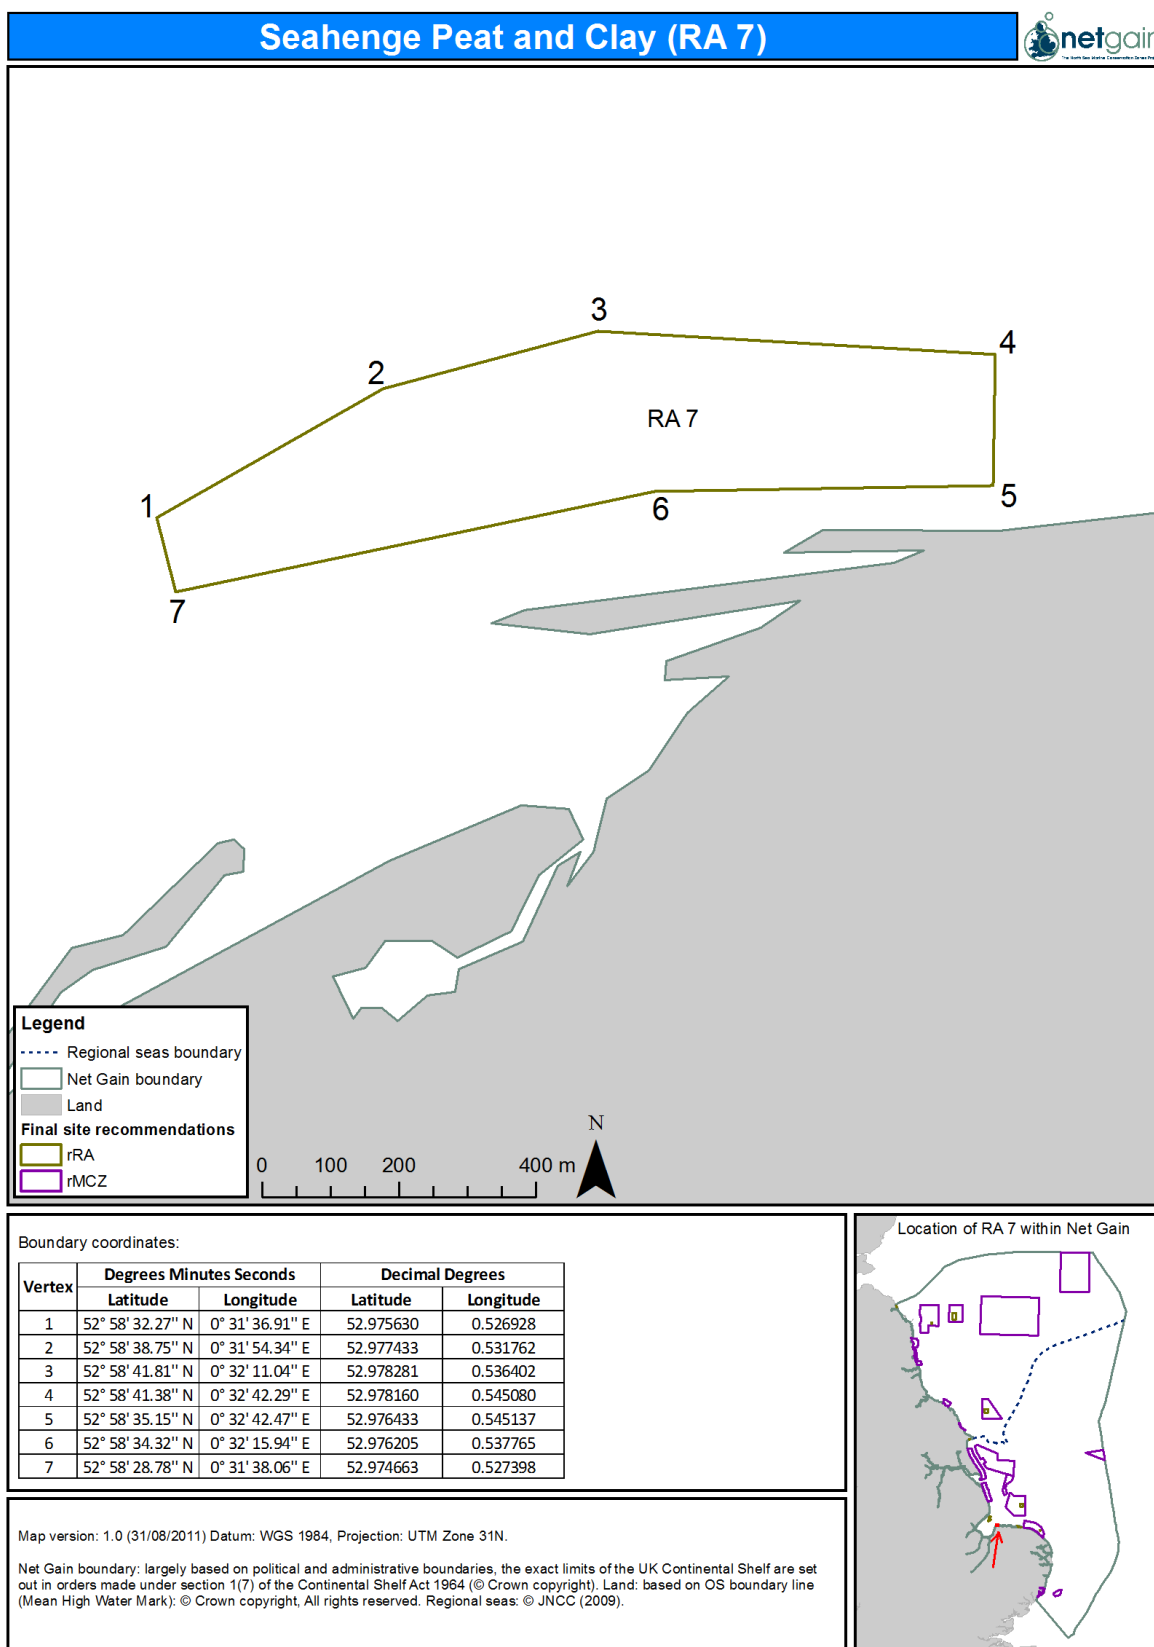 Seahenge Peat and Clay (RA 7)
netgain
The North Sea Marine Conservation Zones Pro
3
4
2
RA 7
1
5
6
7
Legend
Regional seas boundary
Net Gain boundary
Land
Final site recommendations
rRA
rMCZ
0 100 200 400 m
N
Boundary coordinates:
Vertex Degrees Minutes Seconds Decimal Degrees
Latitude Longitude Latitude Longitude
1 52° 58' 32.27'' N 0° 31' 36.91'' E 52.975630 0.526928
2 52° 58' 38.75'' N 0° 31' 54.34'' E 52.977433 0.531762
3 52° 58' 41.81'' N 0° 32' 11.04'' E 52.978281 0.536402
4 52° 58' 41.38'' N 0° 32' 42.29'' E 52.978160 0.545080
5 52° 58' 35.15'' N 0° 32' 42.47'' E 52.976433 0.545137
6 52° 58' 34.32'' N 0° 32' 15.94'' E 52.976205 0.537765
7 52° 58' 28.78'' N 0° 31' 38.06'' E 52.974663 0.527398
Location of RA 7 within Net Gain
Map version: 1.0 (31/08/2011) Datum: WGS 1984, Projection: UTM Zone 31N.
Net Gain boundary: largely based on political and administrative boundaries, the exact limits of the UK Continental Shelf are set
out in orders made under section 1(7) of the Continental Shelf Act 1964 (© Crown copyright). Land: based on OS boundary line
(Mean High Water Mark): © Crown copyright, All rights reserved. Regional seas: © JNCC (2009).